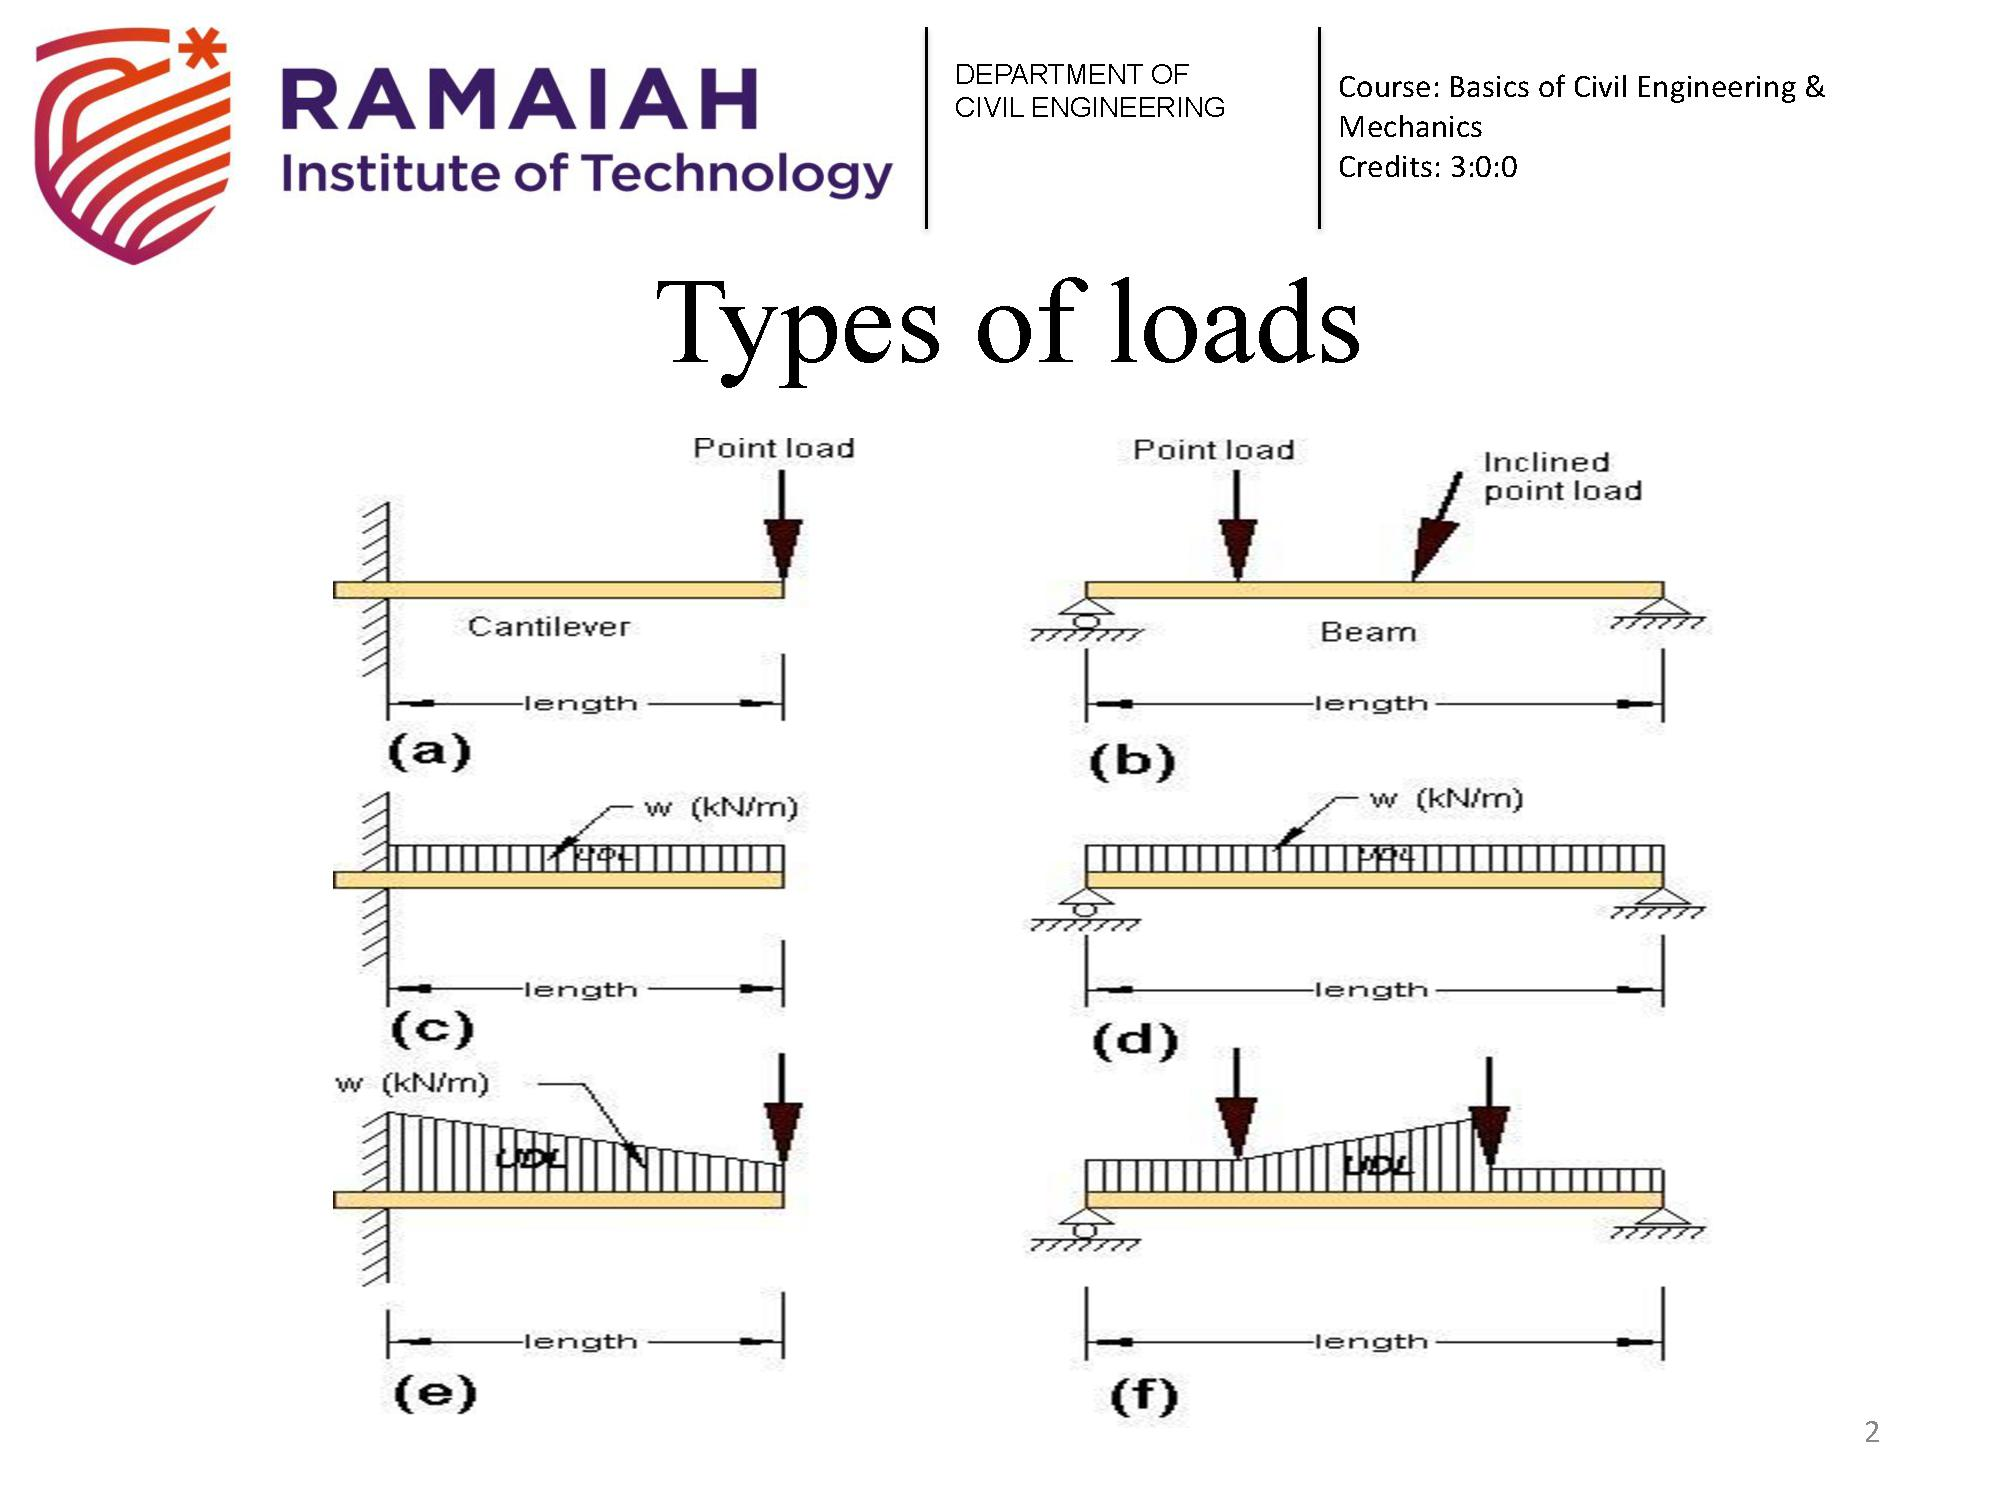 RAMAIAH
Institute of Technology
DEPARTMENT OF
CIVIL ENGINEERING
Course: Basics of Civil Engineering &
Mechanics
Credits: 3:0:0
Types of loads
Point load
Cantilever
length
(a)
Point load
Inclined
point load
Beam
length
(b)
w (kN/m)
UDL
length
(c)
w (kN/m)
UDL
length
(d)
w (kN/m)
UDL
length
(e)
UDL
length
(f)
2